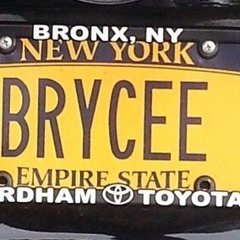 BRONX, NY
NEW YORK
BRYCEE
EMPIRE STATE
RDHAM TOYOTA